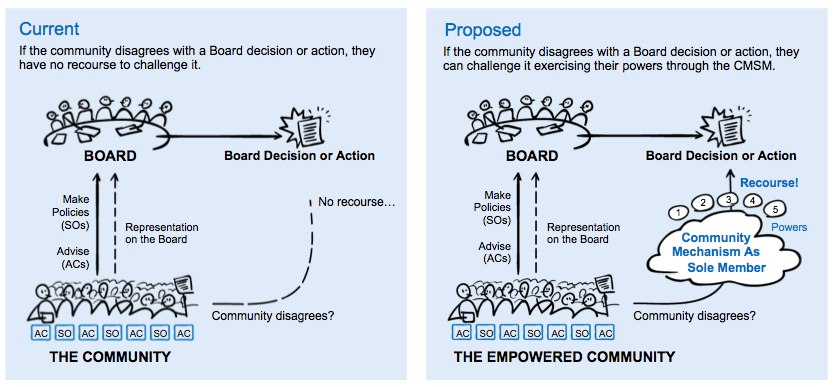 Current
If the community disagrees with a Board decision or action, they
have no recourse to challenge it.
BOARD
Board Decision or Action
Make
Policies
(SOs)
Advise
(ACs)
Representation
on the Board
No recourse…
Community disagrees?
AC SO AC SO AC SO AC
THE COMMUNITY
Proposed
If the community disagrees with a Board decision or action, they
can challenge it exercising their powers through the CMSM.
BOARD
Board Decision or Action
Recourse!
1 2 3 4 5
Powers
Make
Policies
(SOs)
Advise
(ACs)
Representation
on the Board
Community
Mechanism As
Sole Member
Community disagrees?
AC SO AC SO AC SO AC
THE EMPOWERED COMMUNITY